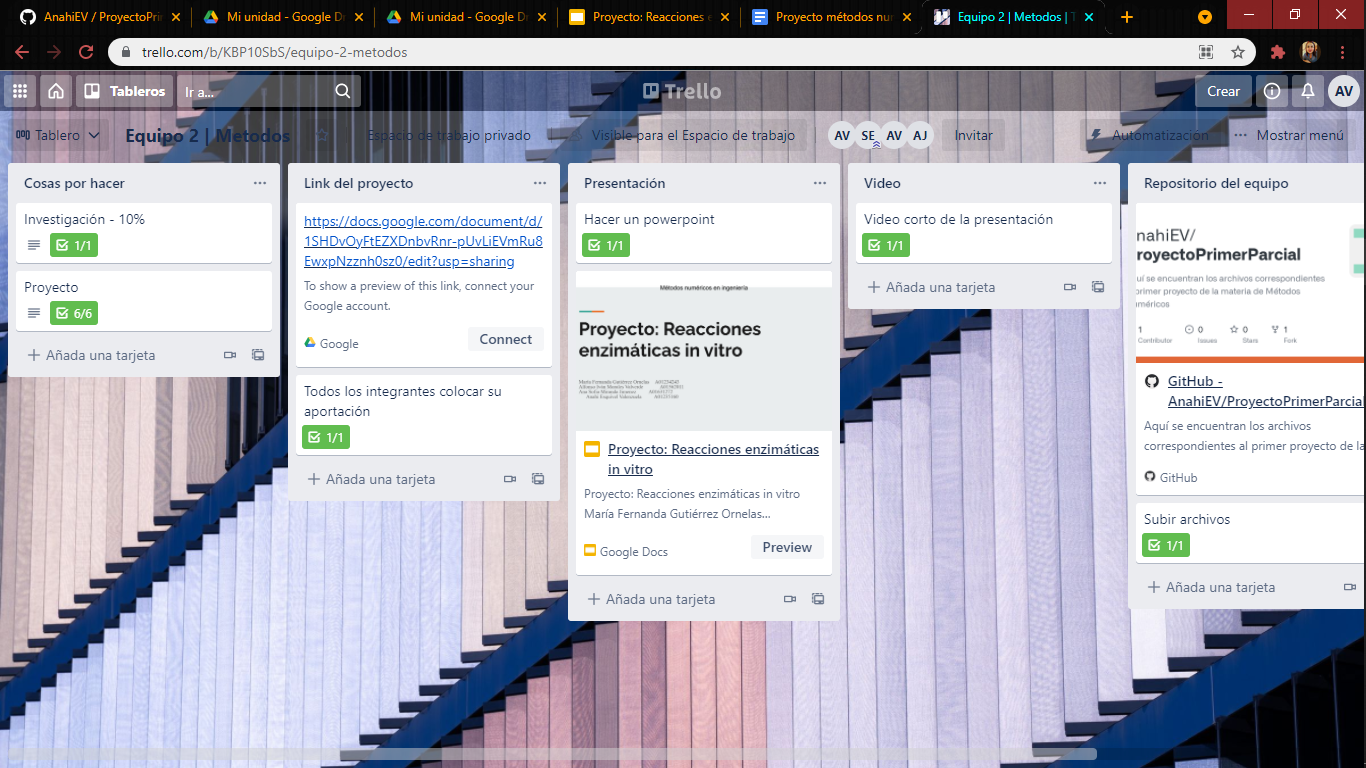 AnahiEV / ProyectoPri
Mi unidad - Google Dr
Mi unidad - Google Dr
Proyecto: Reacciones e
Proyecto métodos nu
Equipo 2 | Metodos | T
trello.com/b/KBP10SbS/equipo-2-metodos
Tableros
Ir a...
Trello
Crear
AV
Tablero
Equipo 2 | Metodos
Espacio de trabajo privado
Visible para el Espacio de trabajo
AV SE AV AJ
Invitar
Automatización
Mostrar menú
Cosas por hacer
Investigación - 10%
1/1
Proyecto
6/6
Añada una tarjeta
Link del proyecto
https://docs.google.com/document/d/
1SHDvOyFtEZXDnbvRnr-pUvLiEVmRu8
EwxpNzznh0sz0/edit?usp=sharing
To show a preview of this link, connect your
Google account.
Google
Connect
Todos los integrantes colocar su
aportación
1/1
Añada una tarjeta
Presentación
Hacer un powerpoint
1/1
Métodos numéricos en ingeniería
Proyecto: Reacciones
enzimáticas in vitro
María Fernanda Gutiérrez Ornelas
Proyecto: Reacciones enzimáticas
in vitro
Proyecto: Reacciones enzimáticas in vitro
María Fernanda Gutiérrez Ornelas...
Google Docs
Preview
Añada una tarjeta
Video
Video corto de la presentación
1/1
Añada una tarjeta
Repositorio del equipo
nahiEV/
royectoPrimerParcial
quí se encuentran los archivos correspondientes
primer proyecto de la materia de Métodos
uméricos
1
Contributor
0
Issues
0
Stars
1
Fork
GitHub -
AnahiEV/ProyectoPrimerParcial
Aquí se encuentran los archivos
correspondientes al primer proyecto de la
GitHub
Subir archivos
1/1
Añada una tarjeta